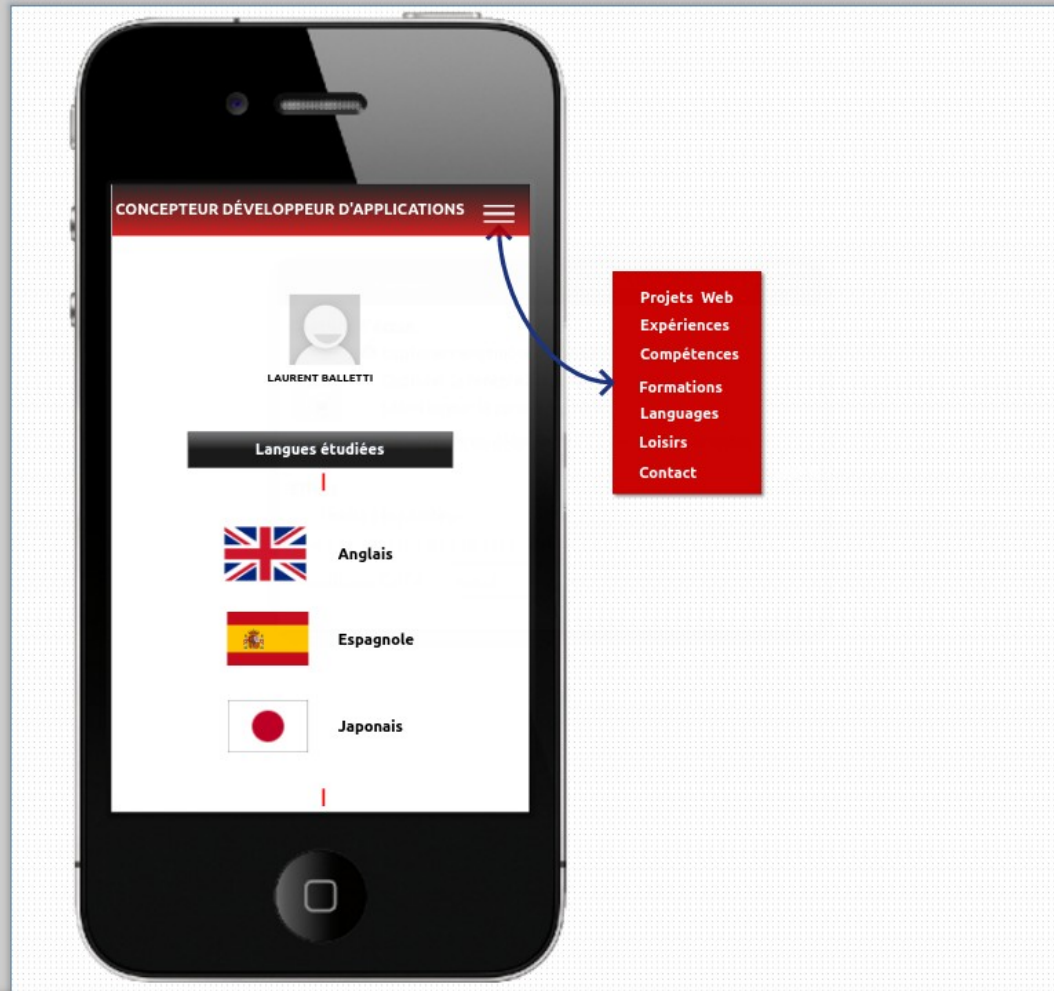 CONCEPTEUR DÉVELOPPEUR D'APPLICATIONS
LAURENT BALLETTI
Langues étudiées
Anglais
Espagnole
Japonais
Projets Web
Expériences
Compétences
Formations
Languages
Loisirs
Contact